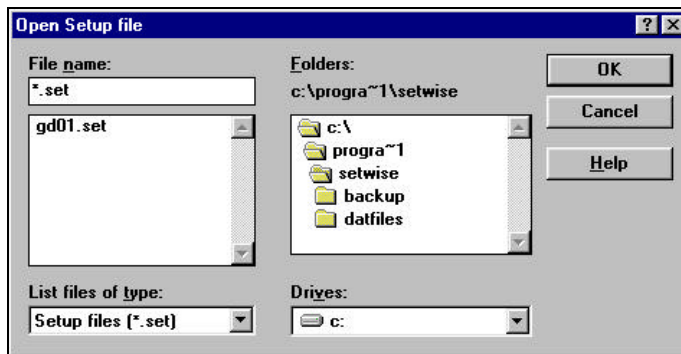 Open Setup file
File name:
*.set
gd01.set
List files of type:
Setup files (*.set)
Folders:
c:\progra~1\setwise
c:\
progra~1
setwise
backup
datfiles
Drives:
c:
OK
Cancel
Help